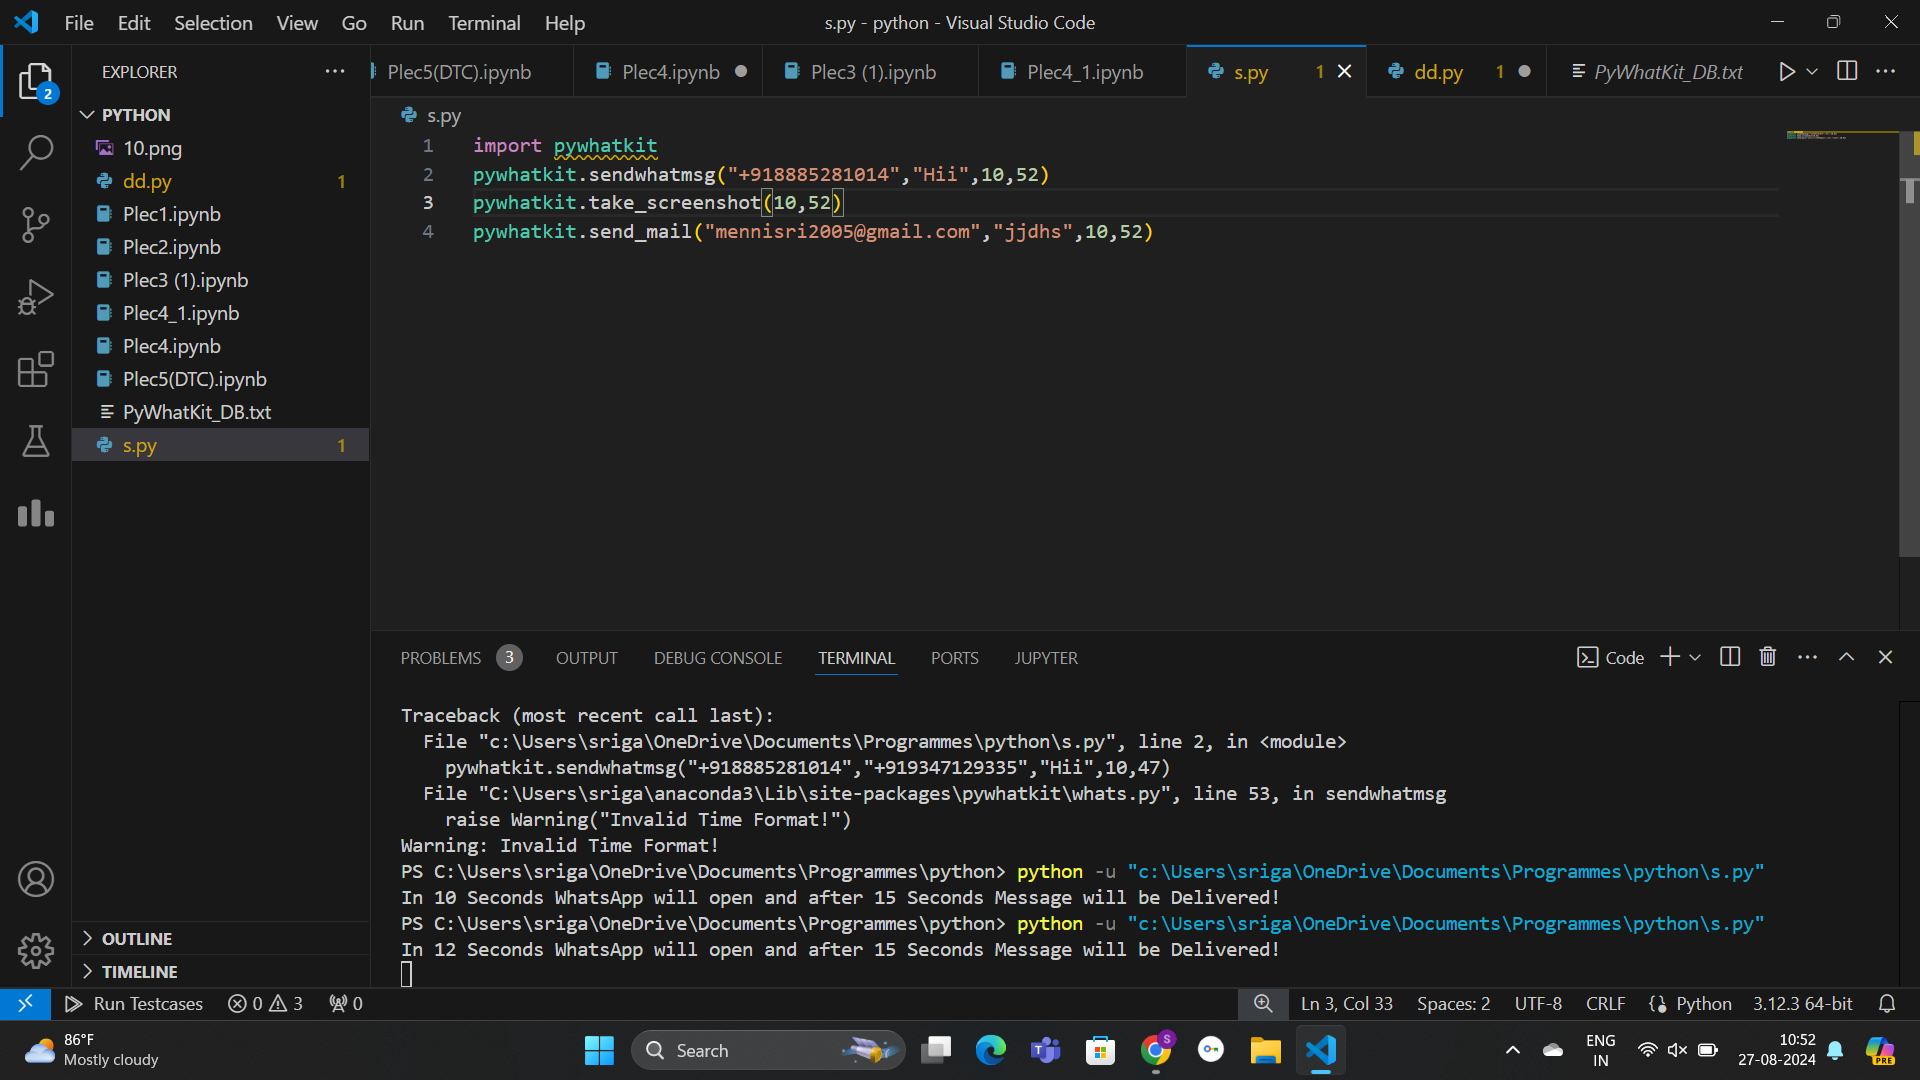 File Edit Selection View Go Run Terminal Help
s.py - python - Visual Studio Code
2
EXPLORER
PYTHON
10.png
dd.py 1
Plec1.ipynb
Plec2.ipynb
Plec3 (1).ipynb
Plec4_1.ipynb
Plec4.ipynb
Plec5(DTC).ipynb
PyWhatKit_DB.txt
s.py 1
OUTLINE
TIMELINE
Plec5(DTC).ipynb Plec4.ipynb Plec3 (1).ipynb Plec4_1.ipynb s.py 1 dd.py 1 PyWhatKit_DB.txt
s.py
1 import pywhatkit
2 pywhatkit.sendwhatmsg("+918885281014","Hii",10,52)
3 pywhatkit.take_screenshot(10,52)
4 pywhatkit.send_mail("mennisri2005@gmail.com","jjdhs",10,52)
PROBLEMS 3 OUTPUT DEBUG CONSOLE TERMINAL PORTS JUPYTER
Code
Traceback (most recent call last):
File "c:\Users\sriga\OneDrive\Documents\Programmes\python\s.py", line 2, in <module>
pywhatkit.sendwhatmsg("+918885281014","+919347129335","Hii",10,47)
File "C:\Users\sriga\anaconda3\Lib\site-packages\pywhatkit\whats.py", line 53, in sendwhatmsg
raise Warning("Invalid Time Format!")
Warning: Invalid Time Format!
PS C:\Users\sriga\OneDrive\Documents\Programmes\python> python -u "c:\Users\sriga\OneDrive\Documents\Programmes\python\s.py"
In 10 Seconds WhatsApp will open and after 15 Seconds Message will be Delivered!
PS C:\Users\sriga\OneDrive\Documents\Programmes\python> python -u "c:\Users\sriga\OneDrive\Documents\Programmes\python\s.py"
In 12 Seconds WhatsApp will open and after 15 Seconds Message will be Delivered!
Run Testcases 0 3 0
Ln 3, Col 33 Spaces: 2 UTF-8 CRLF Python 3.12.3 64-bit
86°F
Mostly cloudy
Search
S
ENG
IN
10:52
27-08-2024
PRE